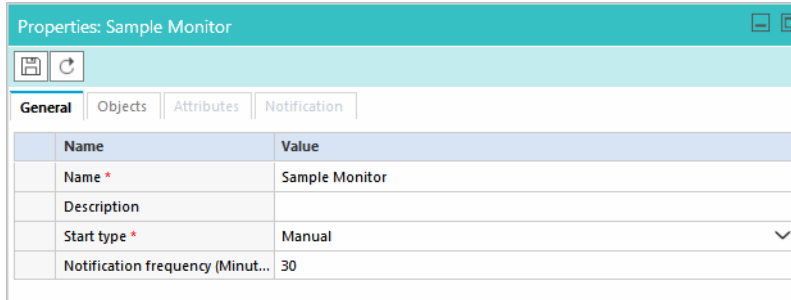 Properties: Sample Monitor
General Objects Attributes Notification
Name Value
Name * Sample Monitor
Description
Start type * Manual
Notification frequency (Minut... 30